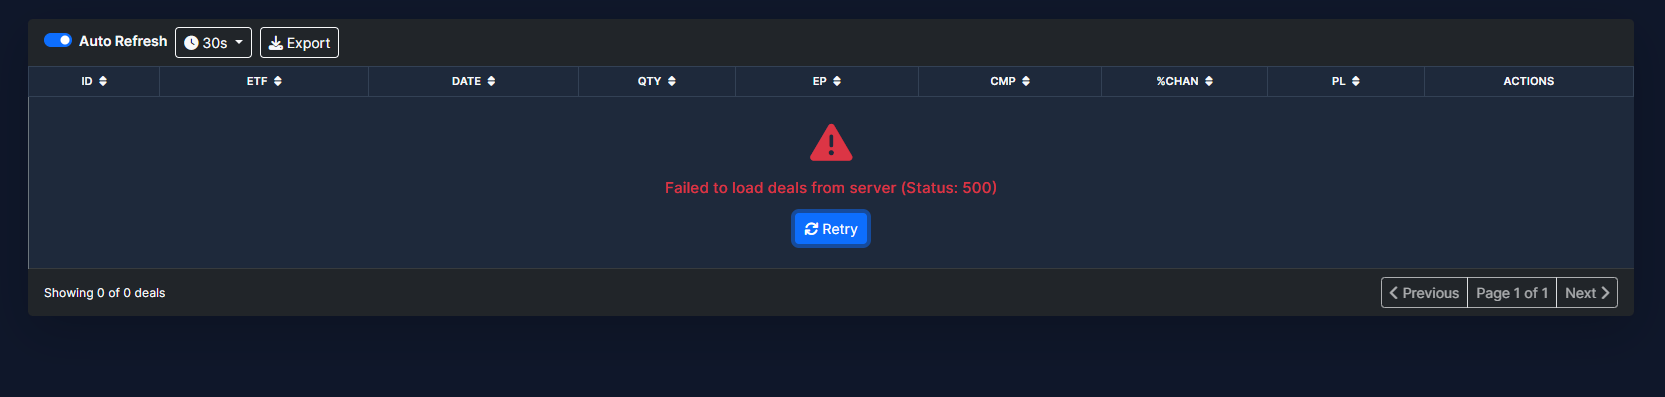 Auto Refresh 30s Export
ID ETF DATE QTY EP CMP %CHAN PL ACTIONS
Failed to load deals from server (Status: 500)
Retry
Showing 0 of 0 deals Previous Page 1 of 1 Next